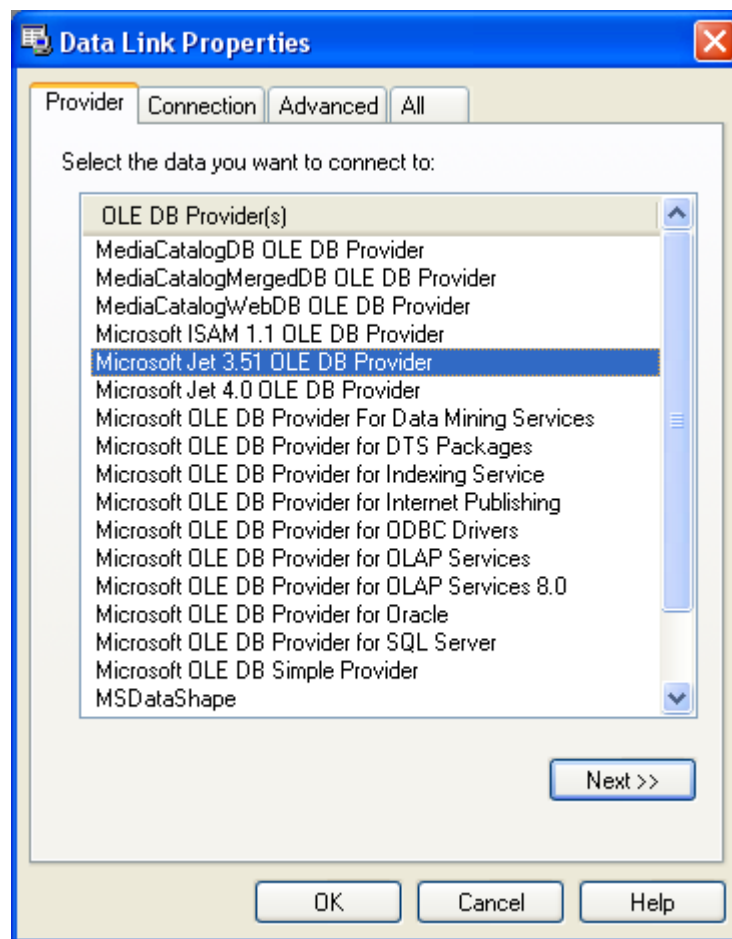 Data Link Properties
Provider Connection Advanced All
Select the data you want to connect to:
OLE DB Provider(s)
MediaCatalogDB OLE DB Provider
MediaCatalogMergedDB OLE DB Provider
MediaCatalogWebDB OLE DB Provider
Microsoft ISAM 1.1 OLE DB Provider
Microsoft Jet 3.51 OLE DB Provider
Microsoft Jet 4.0 OLE DB Provider
Microsoft OLE DB Provider For Data Mining Services
Microsoft OLE DB Provider for DTS Packages
Microsoft OLE DB Provider for Indexing Service
Microsoft OLE DB Provider for Internet Publishing
Microsoft OLE DB Provider for ODBC Drivers
Microsoft OLE DB Provider for OLAP Services
Microsoft OLE DB Provider for OLAP Services 8.0
Microsoft OLE DB Provider for Oracle
Microsoft OLE DB Provider for SQL Server
Microsoft OLE DB Simple Provider
MSDataShape
Next >>
OK Cancel Help